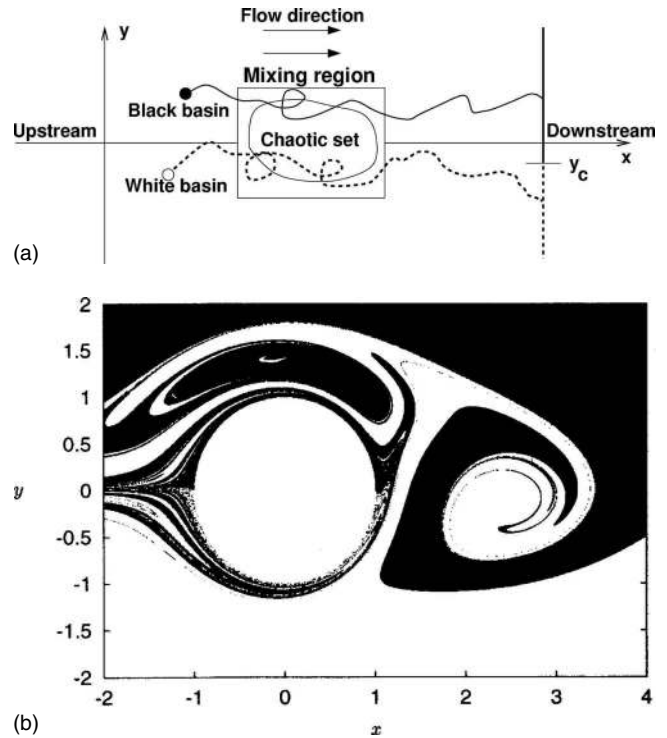 Flow direction
y
Mixing region
Black basin
Chaotic set
Upstream
Downstream
x
White basin
y_c
(a)
2
1.5
1
0.5
y
0
-0.5
-1
-1.5
-2
-2
-1
0
1
2
3
4
(b)
x